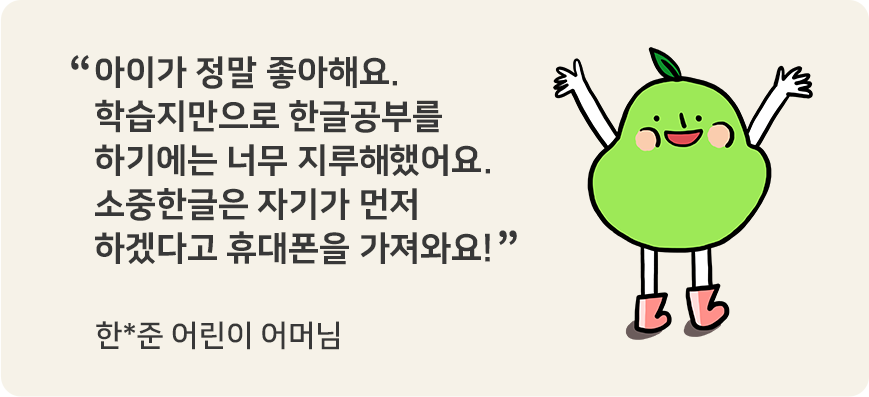 “아이가 정말 좋아해요.
학습지만으로 한글공부를
하기에는 너무 지루해했어요.
소중한글은 자기가 먼저
하겠다고 휴대폰을 가져와요!”
한*준 어린이 어머님